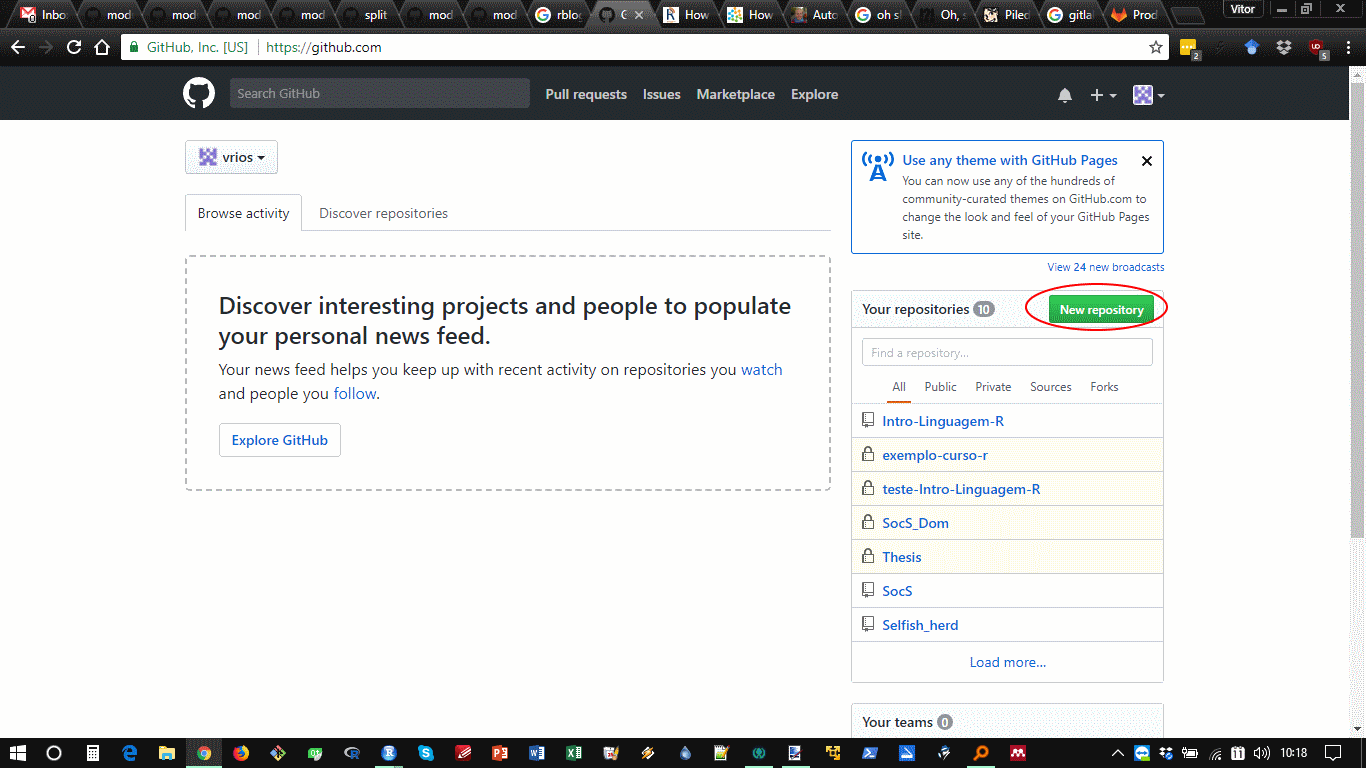 Inbo
mod
mod
mod
mod
split
mod
mod
rblog
G
How
How
Auto
oh s
Oh, s
Piled
gitla
Prod
Vitor
GitHub, Inc. [US] https://github.com
2
5
Search GitHub
Pull requests Issues Marketplace Explore
vrios
Browse activity Discover repositories
Discover interesting projects and people to populate
your personal news feed.
Your news feed helps you keep up with recent activity on repositories you watch
and people you follow.
Explore GitHub
Use any theme with GitHub Pages
You can now use any of the hundreds of
community-curated themes on GitHub.com to
change the look and feel of your GitHub Pages
site.
View 24 new broadcasts
Your repositories 10 New repository
Find a repository...
All Public Private Sources Forks
Intro-Linguagem-R
exemplo-curso-r
teste-Intro-Linguagem-R
SocS_Dom
Thesis
SocS
Selfish_herd
Load more...
Your teams 0
10:18